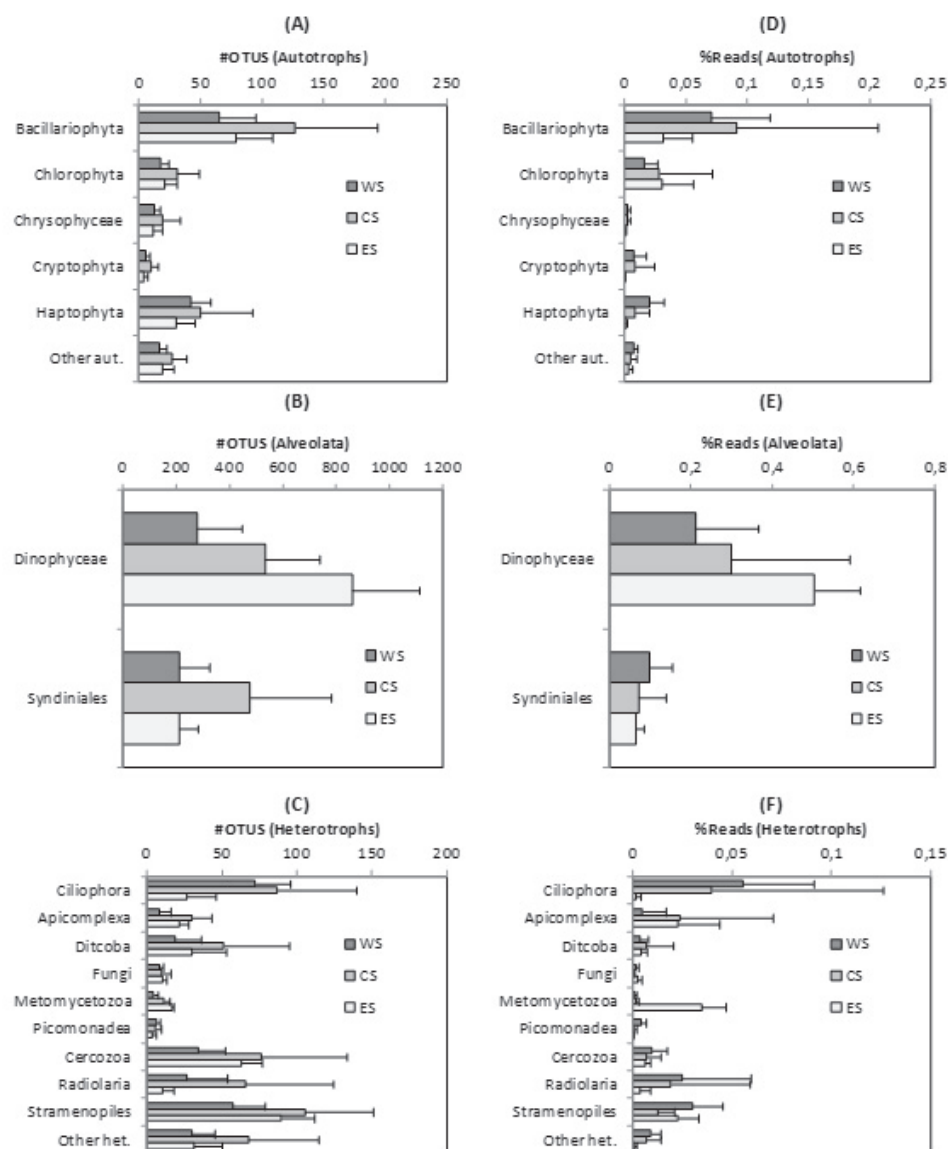 (A)
#OTUS (Autotrophs)
0 50 100 150 200 250
Bacillariophyta
Chlorophyta
Chrysophyceae
Cryptophyta
Haptophyta
Other aut.
WS
CS
ES
(D)
%Reads( Autotrophs)
0 0,05 0,1 0,15 0,2 0,25
Bacillariophyta
Chlorophyta
Chrysophyceae
Cryptophyta
Haptophyta
Other aut.
WS
CS
ES
(B)
#OTUS (Alveolata)
0 200 400 600 800 1000 1200
Dinophyceae
Syndiniales
WS
CS
ES
(E)
%Reads (Alveolata)
0 0,2 0,4 0,6 0,8
Dinophyceae
Syndiniales
WS
CS
ES
(C)
#OTUS (Heterotrophs)
0 50 100 150 200
Ciliophora
Apicomplexa
Ditcoba
Fungi
Metomycetozoa
Picomonadea
Cercozoa
Radiolaria
Stramenopiles
Other het.
WS
CS
ES
(F)
%Reads (Heterotrophs)
0 0,05 0,1 0,15
Ciliophora
Apicomplexa
Ditcoba
Fungi
Metomycetozoa
Picomonadea
Cercozoa
Radiolaria
Stramenopiles
Other het.
WS
CS
ES